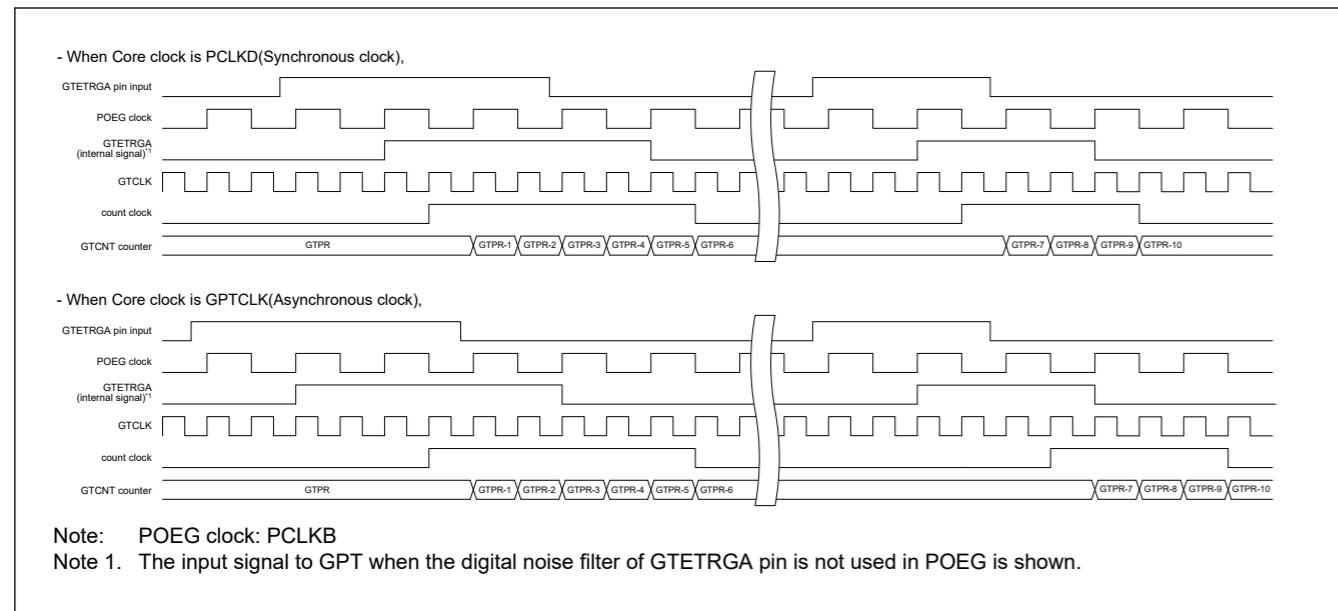 - When Core clock is PCLKD(Synchronous clock),
GTETRGA pin input
POEG clock
GTETRGA
(internal signal)*1
GTCLK
count clock
GTCNT counter GTPR GTPR-1 GTPR-2 GTPR-3 GTPR-4 GTPR-5 GTPR-6 GTPR-7 GTPR-8 GTPR-9 GTPR-10
- When Core clock is GPTCLK(Asynchronous clock),
GTETRGA pin input
POEG clock
GTETRGA
(internal signal)*1
GTCLK
count clock
GTCNT counter GTPR GTPR-1 GTPR-2 GTPR-3 GTPR-4 GTPR-5 GTPR-6 GTPR-7 GTPR-8 GTPR-9 GTPR-10
Note: POEG clock: PCLKB
Note 1. The input signal to GPT when the digital noise filter of GTETRGA pin is not used in POEG is shown.